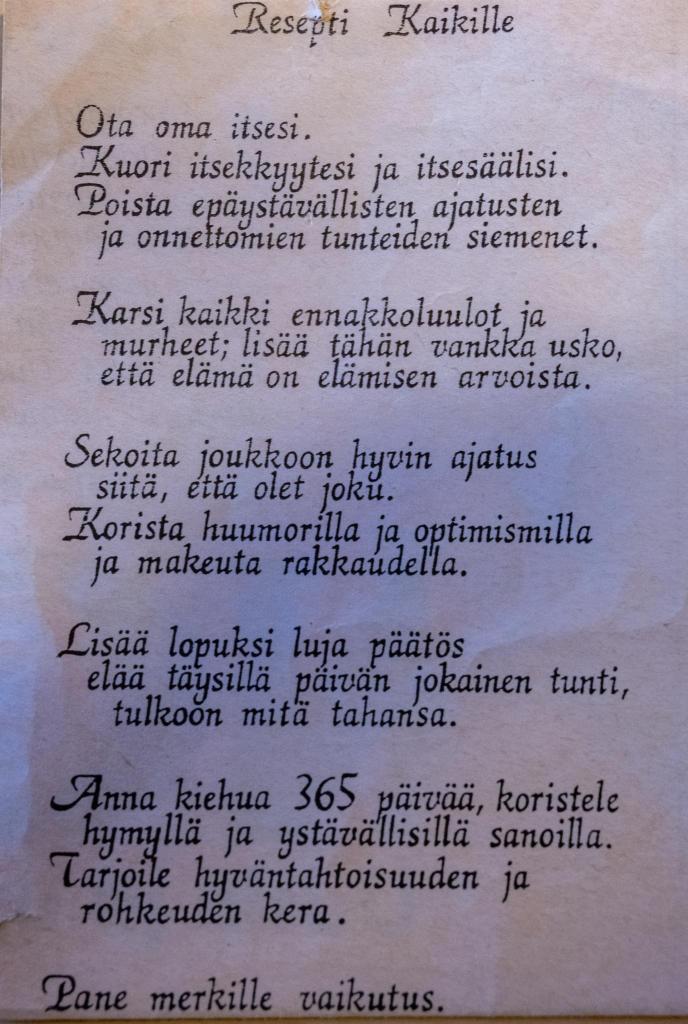 Resepti Kaikille
Ota oma itsesi.
Kuori itsekkyytesi ja itsesäälisi.
Poista epäystävällisten ajatusten
ja onnettomien tunteiden siemenet.
Karsi kaikki ennakkoluulot ja
murheet; lisää tähän vankka usko,
että elämä on elämisen arvoista.
Sekoita joukkoon hyvin ajatus
siitä, että olet joku.
Korista huumorilla ja optimismilla
ja makeuta rakkaudella.
Lisää lopuksi luja päätös
elää täysillä päivän jokainen tunti,
tulkoon mitä tahansa.
Anna kiehua 365 päivää, koristele
hymyllä ja ystävällisillä sanoilla.
Tarjoile hyväntahtoisuuden ja
rohkeuden kera.
Pane merkille vaikutus.